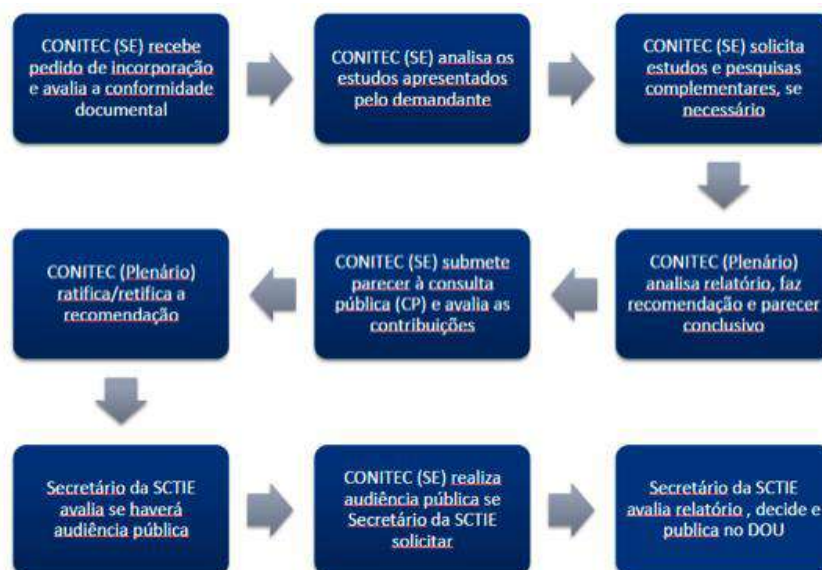 CONITEC (SE) recebe
pedido de incorporação
e avalia a conformidade
documental
CONITEC (SE) analisa os
estudos apresentados
pelo demandante
CONITEC (SE) solicita
estudos e pesquisas
complementares, se
necessário
CONITEC (Plenário)
analisa relatório, faz
recomendação e parecer
conclusivo
CONITEC (SE) submete
parecer à consulta
pública (CP) e avalia as
contribuições
CONITEC (Plenário)
ratifica/retifica a
recomendação
Secretário da SCTIE
avalia se haverá
audiência pública
CONITEC (SE) realiza
audiência pública se
Secretário da SCTIE
solicitar
Secretário da SCTIE
avalia relatório , decide e
publica no DOU